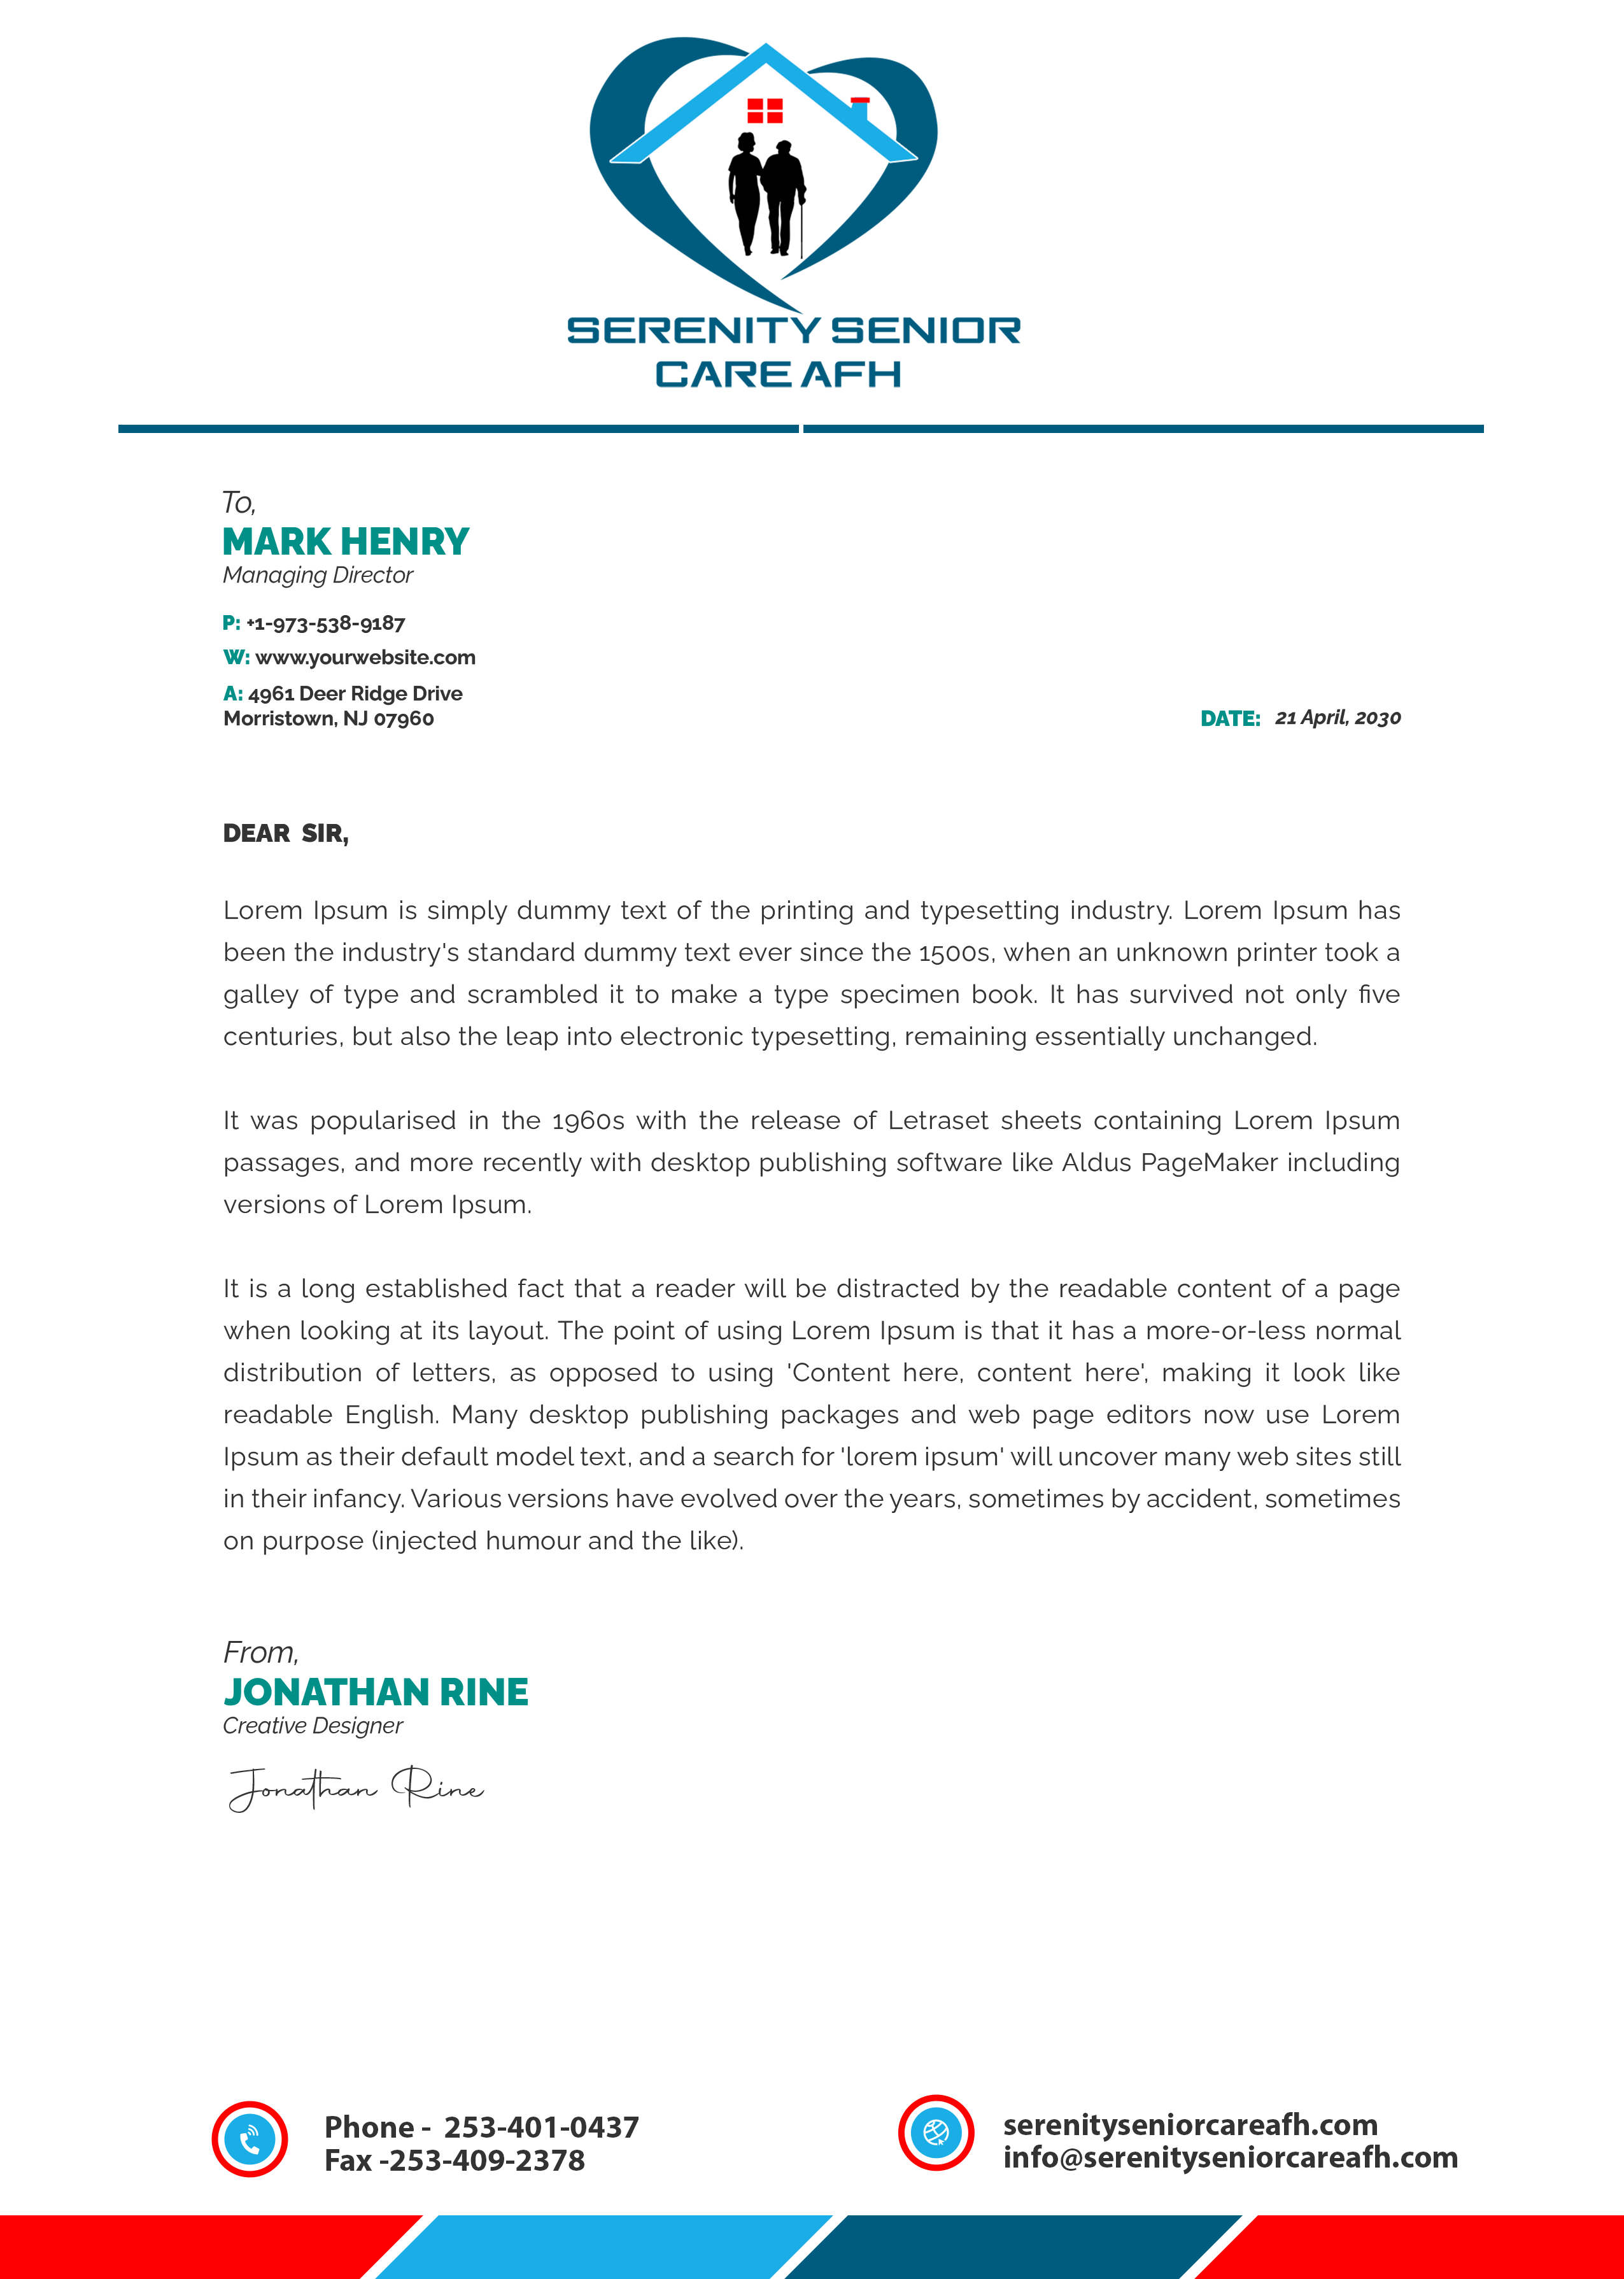 SERENITY SENIOR
CARE AFH
To,
MARK HENRY
Managing Director
P: +1-973-538-9187
W: www.yourwebsite.com
A: 4961 Deer Ridge Drive
Morristown, NJ 07960
DATE: 21 April, 2030
DEAR SIR,
Lorem Ipsum is simply dummy text of the printing and typesetting industry. Lorem Ipsum has
been the industry's standard dummy text ever since the 1500s, when an unknown printer took a
galley of type and scrambled it to make a type specimen book. It has survived not only five
centuries, but also the leap into electronic typesetting, remaining essentially unchanged.
It was popularised in the 1960s with the release of Letraset sheets containing Lorem Ipsum
passages, and more recently with desktop publishing software like Aldus PageMaker including
versions of Lorem Ipsum.
It is a long established fact that a reader will be distracted by the readable content of a page
when looking at its layout. The point of using Lorem Ipsum is that it has a more-or-less normal
distribution of letters, as opposed to using 'Content here, content here', making it look like
readable English. Many desktop publishing packages and web page editors now use Lorem
Ipsum as their default model text, and a search for 'lorem ipsum' will uncover many web sites still
in their infancy. Various versions have evolved over the years, sometimes by accident, sometimes
on purpose (injected humour and the like).
From,
JONATHAN RINE
Creative Designer
Jonathan Rine
Phone - 253-401-0437
Fax -253-409-2378
serenityseniorcareafh.com
info@serenityseniorcareafh.com